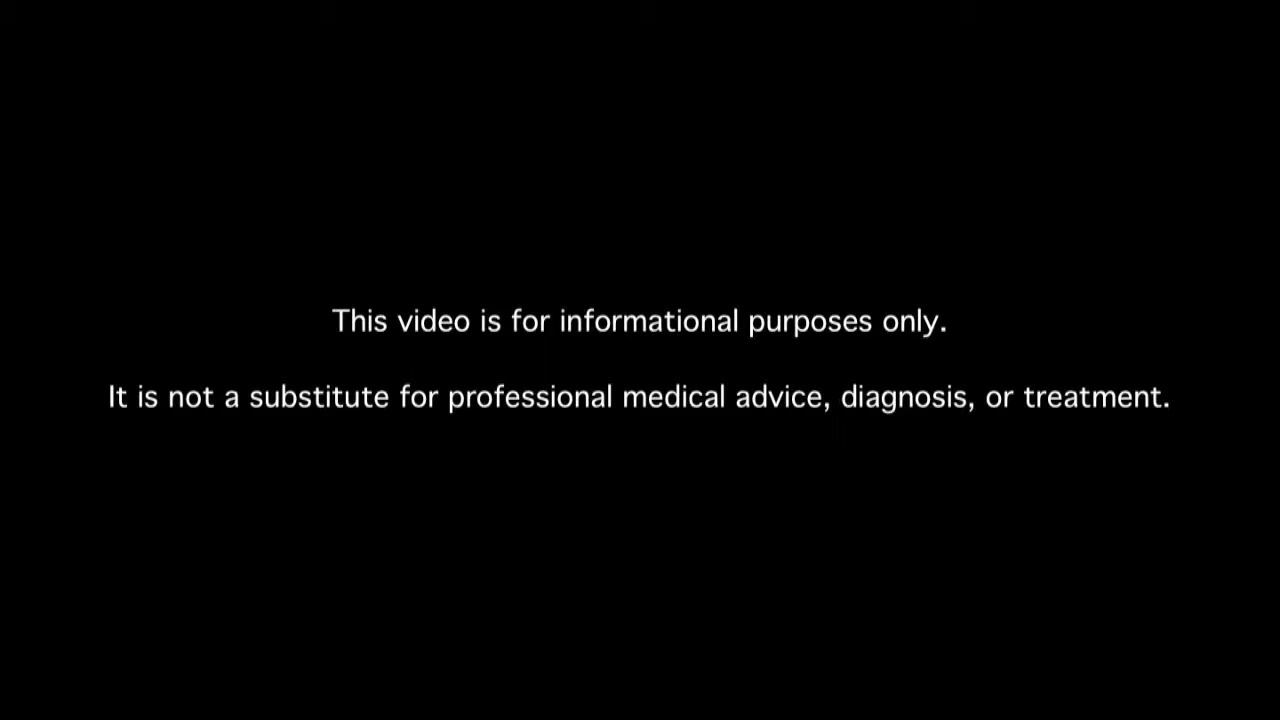 This video is for informational purposes only.
It is not a substitute for professional medical advice, diagnosis, or treatment.